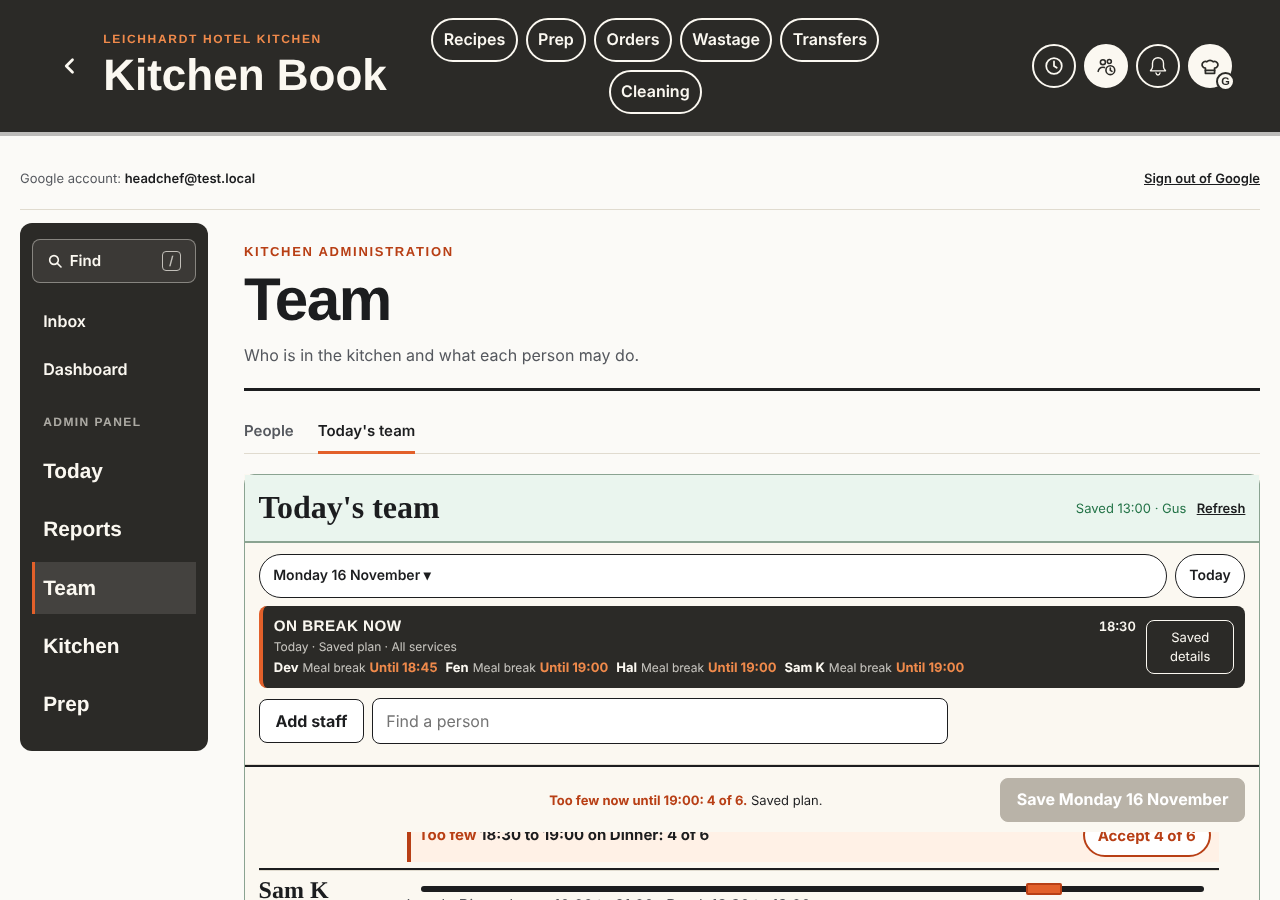 LEICHHARDT HOTEL KITCHEN
Kitchen Book
Recipes Prep Orders Wastage Transfers
Cleaning
G
Google account: headchef@test.local
Sign out of Google
Find /
Inbox
Dashboard
ADMIN PANEL
Today
Reports
Team
Kitchen
Prep
KITCHEN ADMINISTRATION
Team
Who is in the kitchen and what each person may do.
People Today's team
Today's team
Saved 13:00 · Gus Refresh
Monday 16 November ▾ Today
ON BREAK NOW
18:30
Saved details
Today · Saved plan · All services
Dev Meal break Until 18:45 Fen Meal break Until 19:00 Hal Meal break Until 19:00 Sam K Meal break Until 19:00
Add staff Find a person
Too few now until 19:00: 4 of 6. Saved plan.
Save Monday 16 November
Too few 18:30 to 19:00 on Dinner: 4 of 6
Accept 4 of 6
Sam K